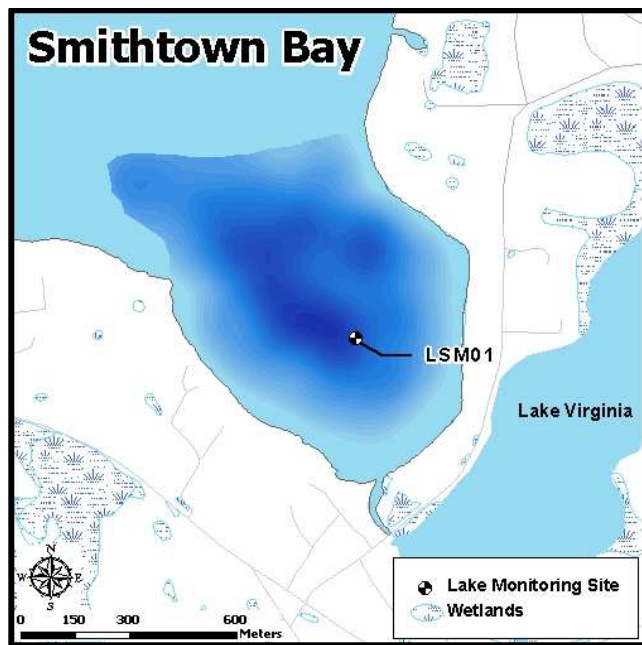 Smithtown Bay
LSM01
Lake Virginia
N
W E
S
0 150 300 600
Meters
Lake Monitoring Site
Wetlands